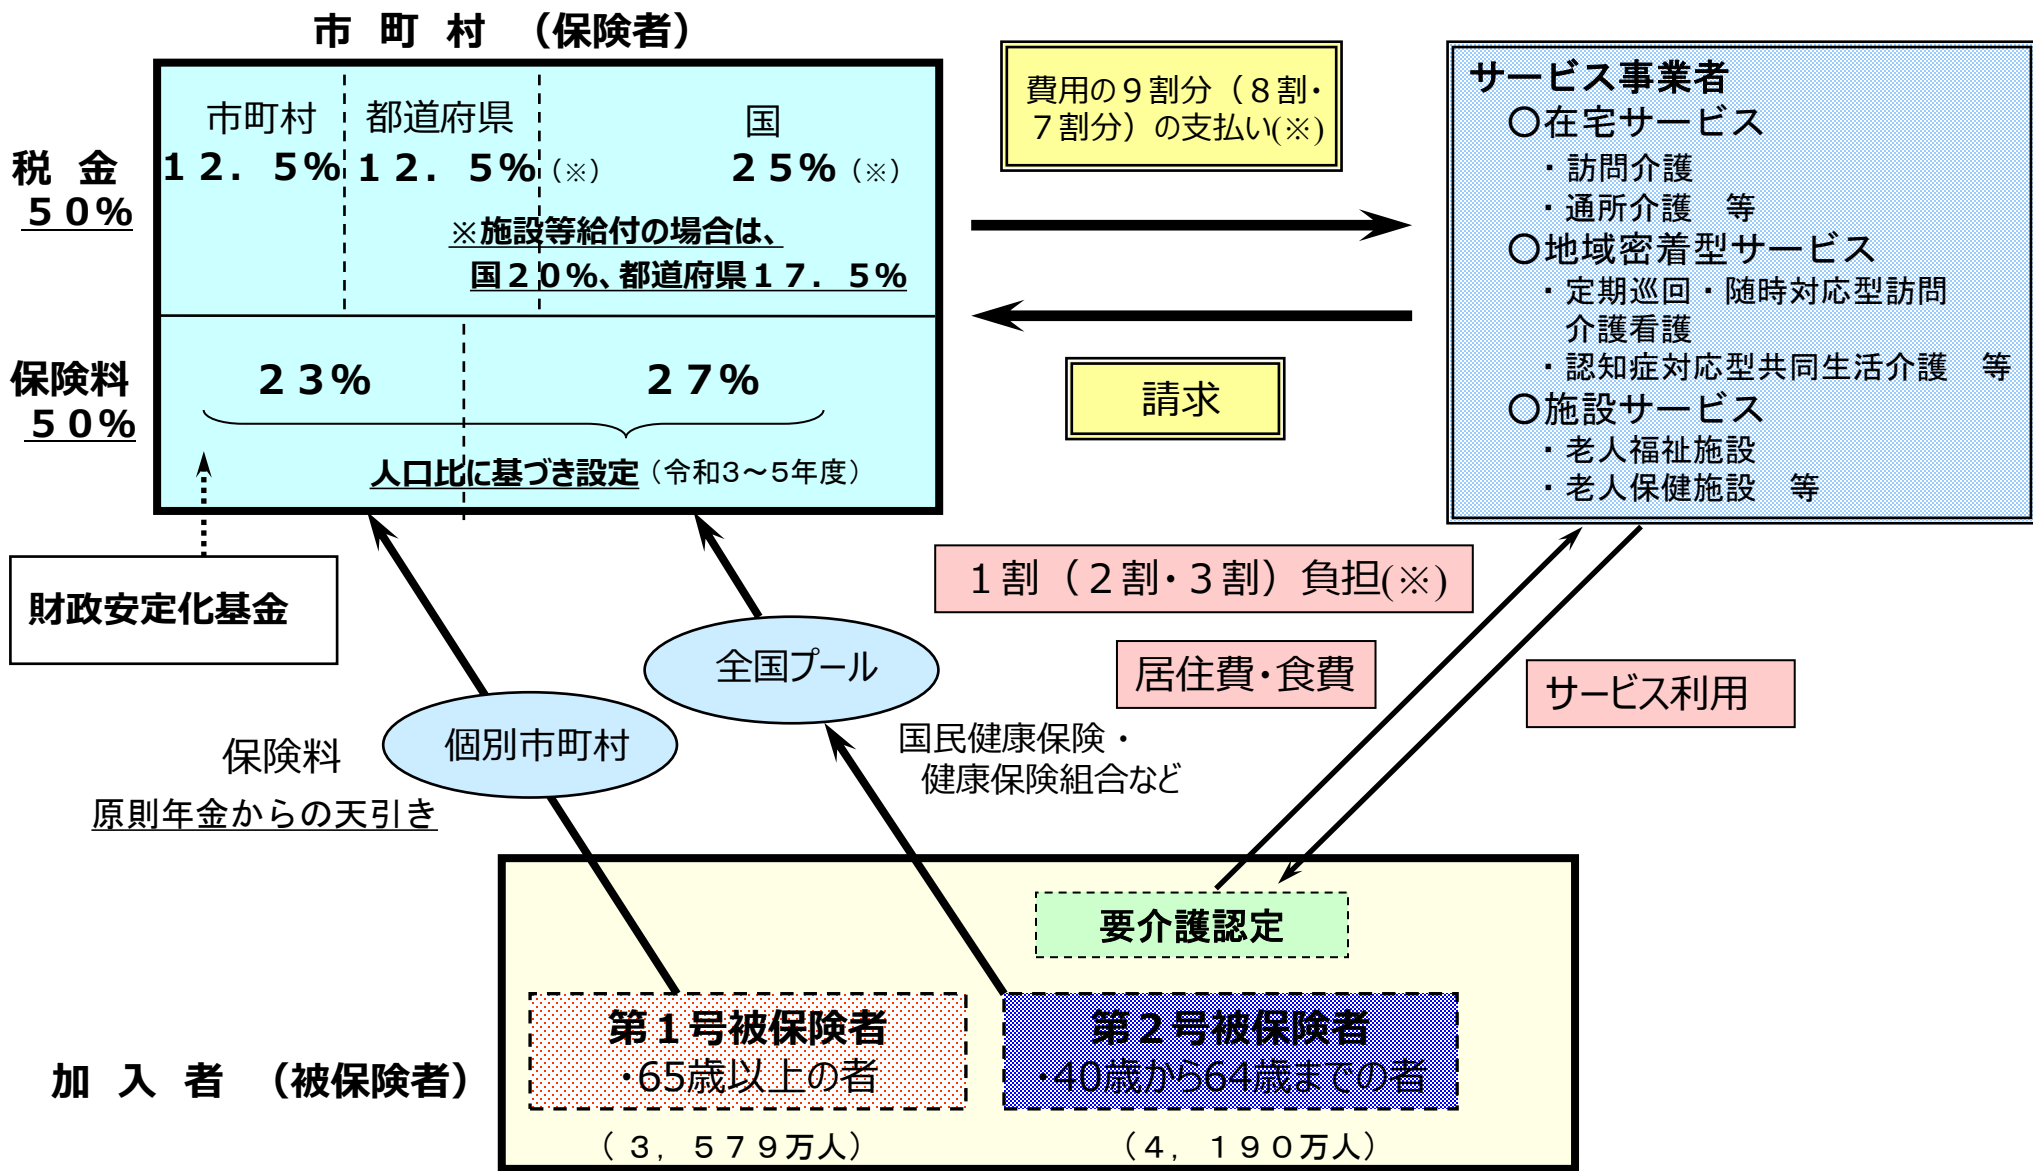 市 町 村 （保険者）
市町村
１２．５%
都道府県
１２．５%（※）
国
２５%（※）
税 金
５０%
※施設等給付の場合は、
国２０%、都道府県１７．５%
保険料
５０%
２３%
２７%
人口比に基づき設定（令和3～5年度）
財政安定化基金
費用の９割分（８割・
７割分）の支払い(※)
請求
サービス事業者
○在宅サービス
・訪問介護
・通所介護　等
○地域密着型サービス
・定期巡回・随時対応型訪問
介護看護
・認知症対応型共同生活介護　等
○施設サービス
・老人福祉施設
・老人保健施設　等
１割（２割・３割）負担(※)
居住費・食費
サービス利用
全国プール
個別市町村
国民健康保険・
健康保険組合など
保険料
原則年金からの天引き
要介護認定
第１号被保険者
・65歳以上の者
第２号被保険者
・40歳から64歳までの者
加 入 者 （被保険者）
（３，５７９万人）
（４，１９０万人）